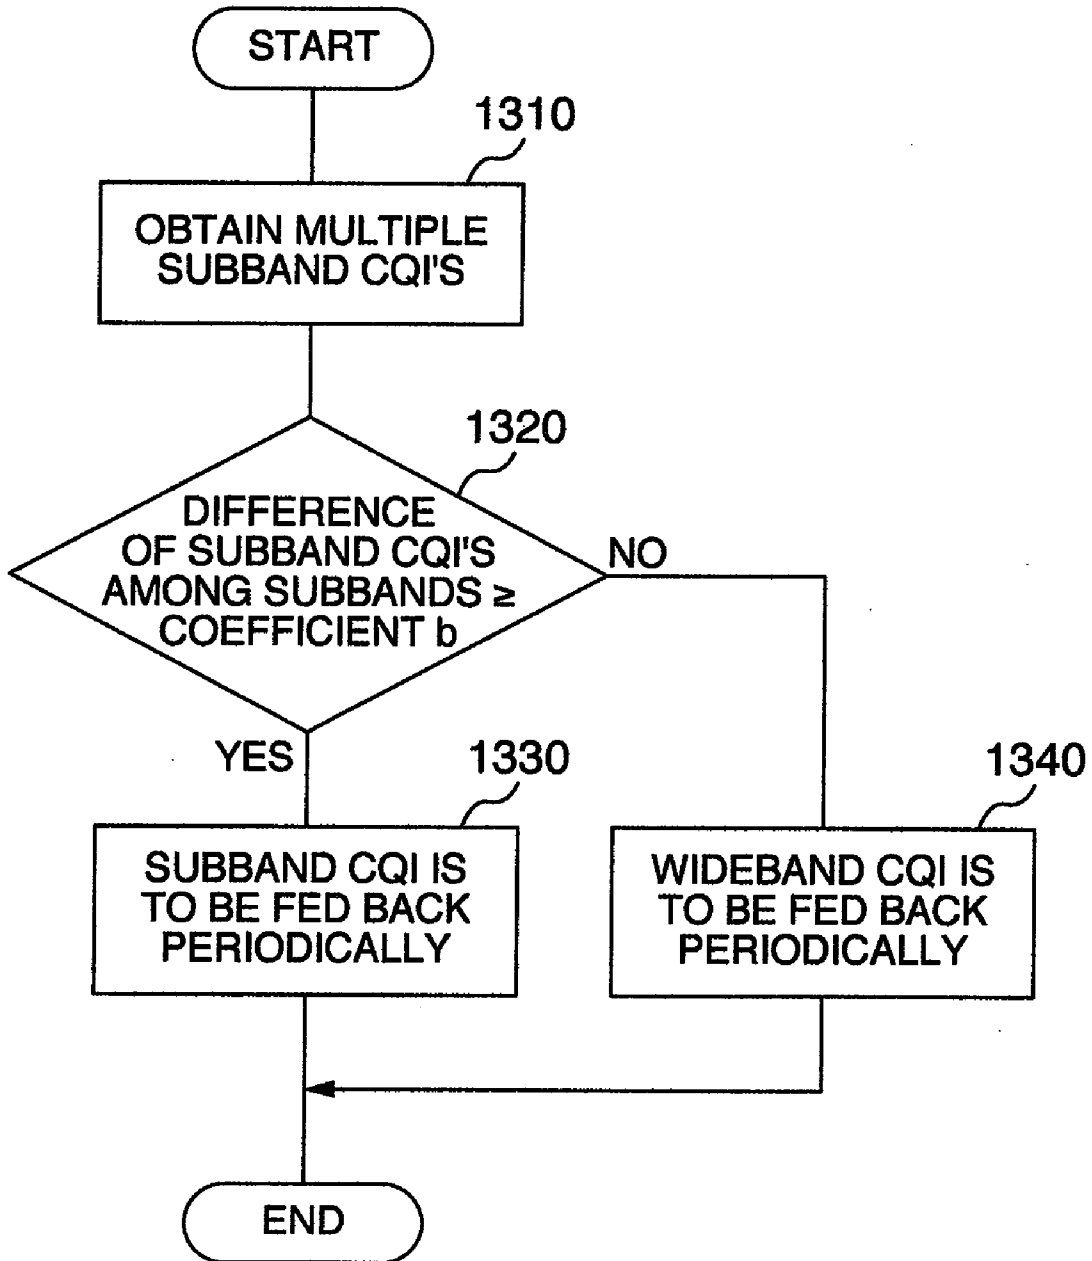 START
1310
OBTAIN MULTIPLE
SUBBAND CQI'S
1320
DIFFERENCE
OF SUBBAND CQI'S
AMONG SUBBANDS ≥
COEFFICIENT b
NO
YES
1330
SUBBAND CQI IS
TO BE FED BACK
PERIODICALLY
1340
WIDEBAND CQI IS
TO BE FED BACK
PERIODICALLY
END